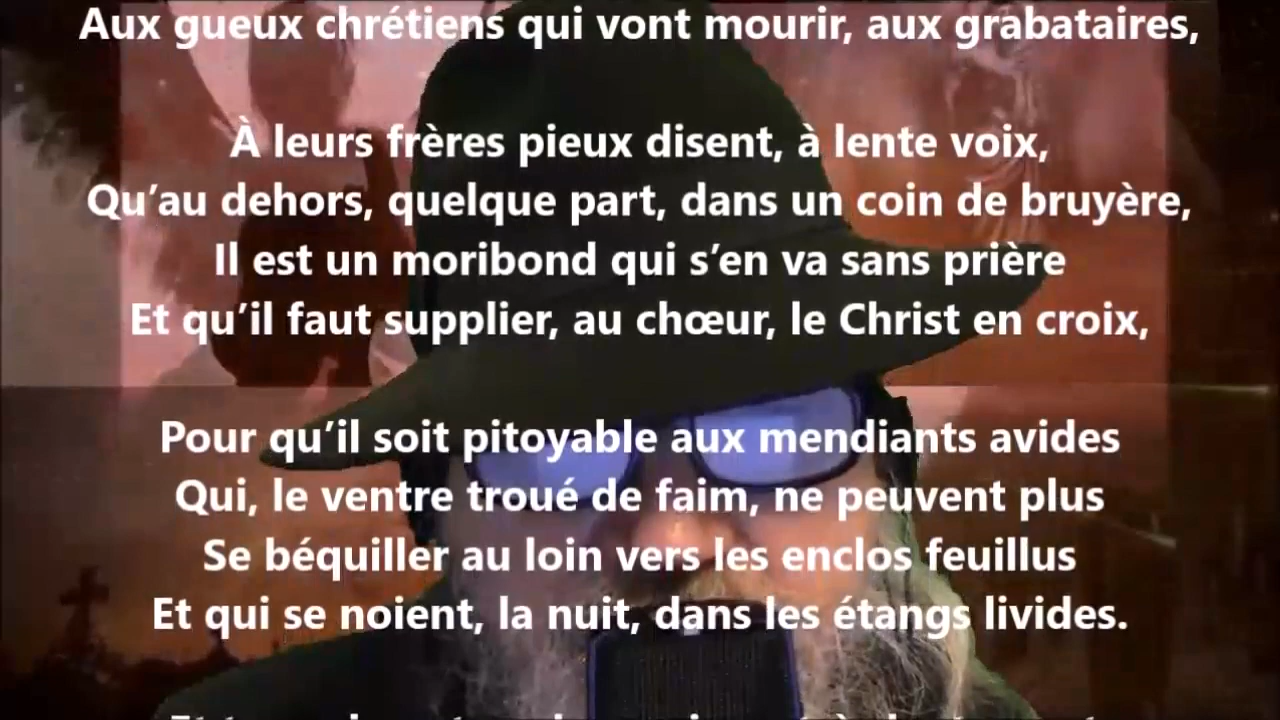 Aux gueux chrétiens qui vont mourir, aux grabataires,
À leurs frères pieux disent, à lente voix,
Qu’au dehors, quelque part, dans un coin de bruyère,
Il est un moribond qui s’en va sans prière
Et qu’il faut supplier, au chœur, le Christ en croix,
Pour qu’il soit pitoyable aux mendiants avides
Qui, le ventre troué de faim, ne peuvent plus
Se béquiller au loin vers les enclos feuillus
Et qui se noient, la nuit, dans les étangs livides.